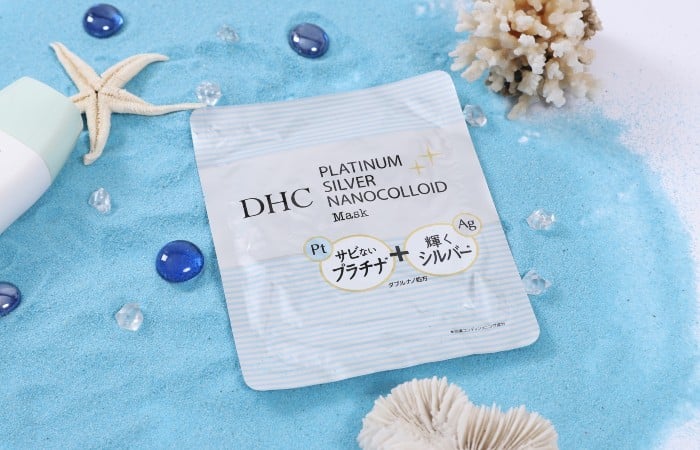 DHC
PLATINUM
SILVER
NANOCOLLOID
Mask
Pt
サビない
プラチナ*
+
Ag
輝く
シルバー*
ダブルナノ処方